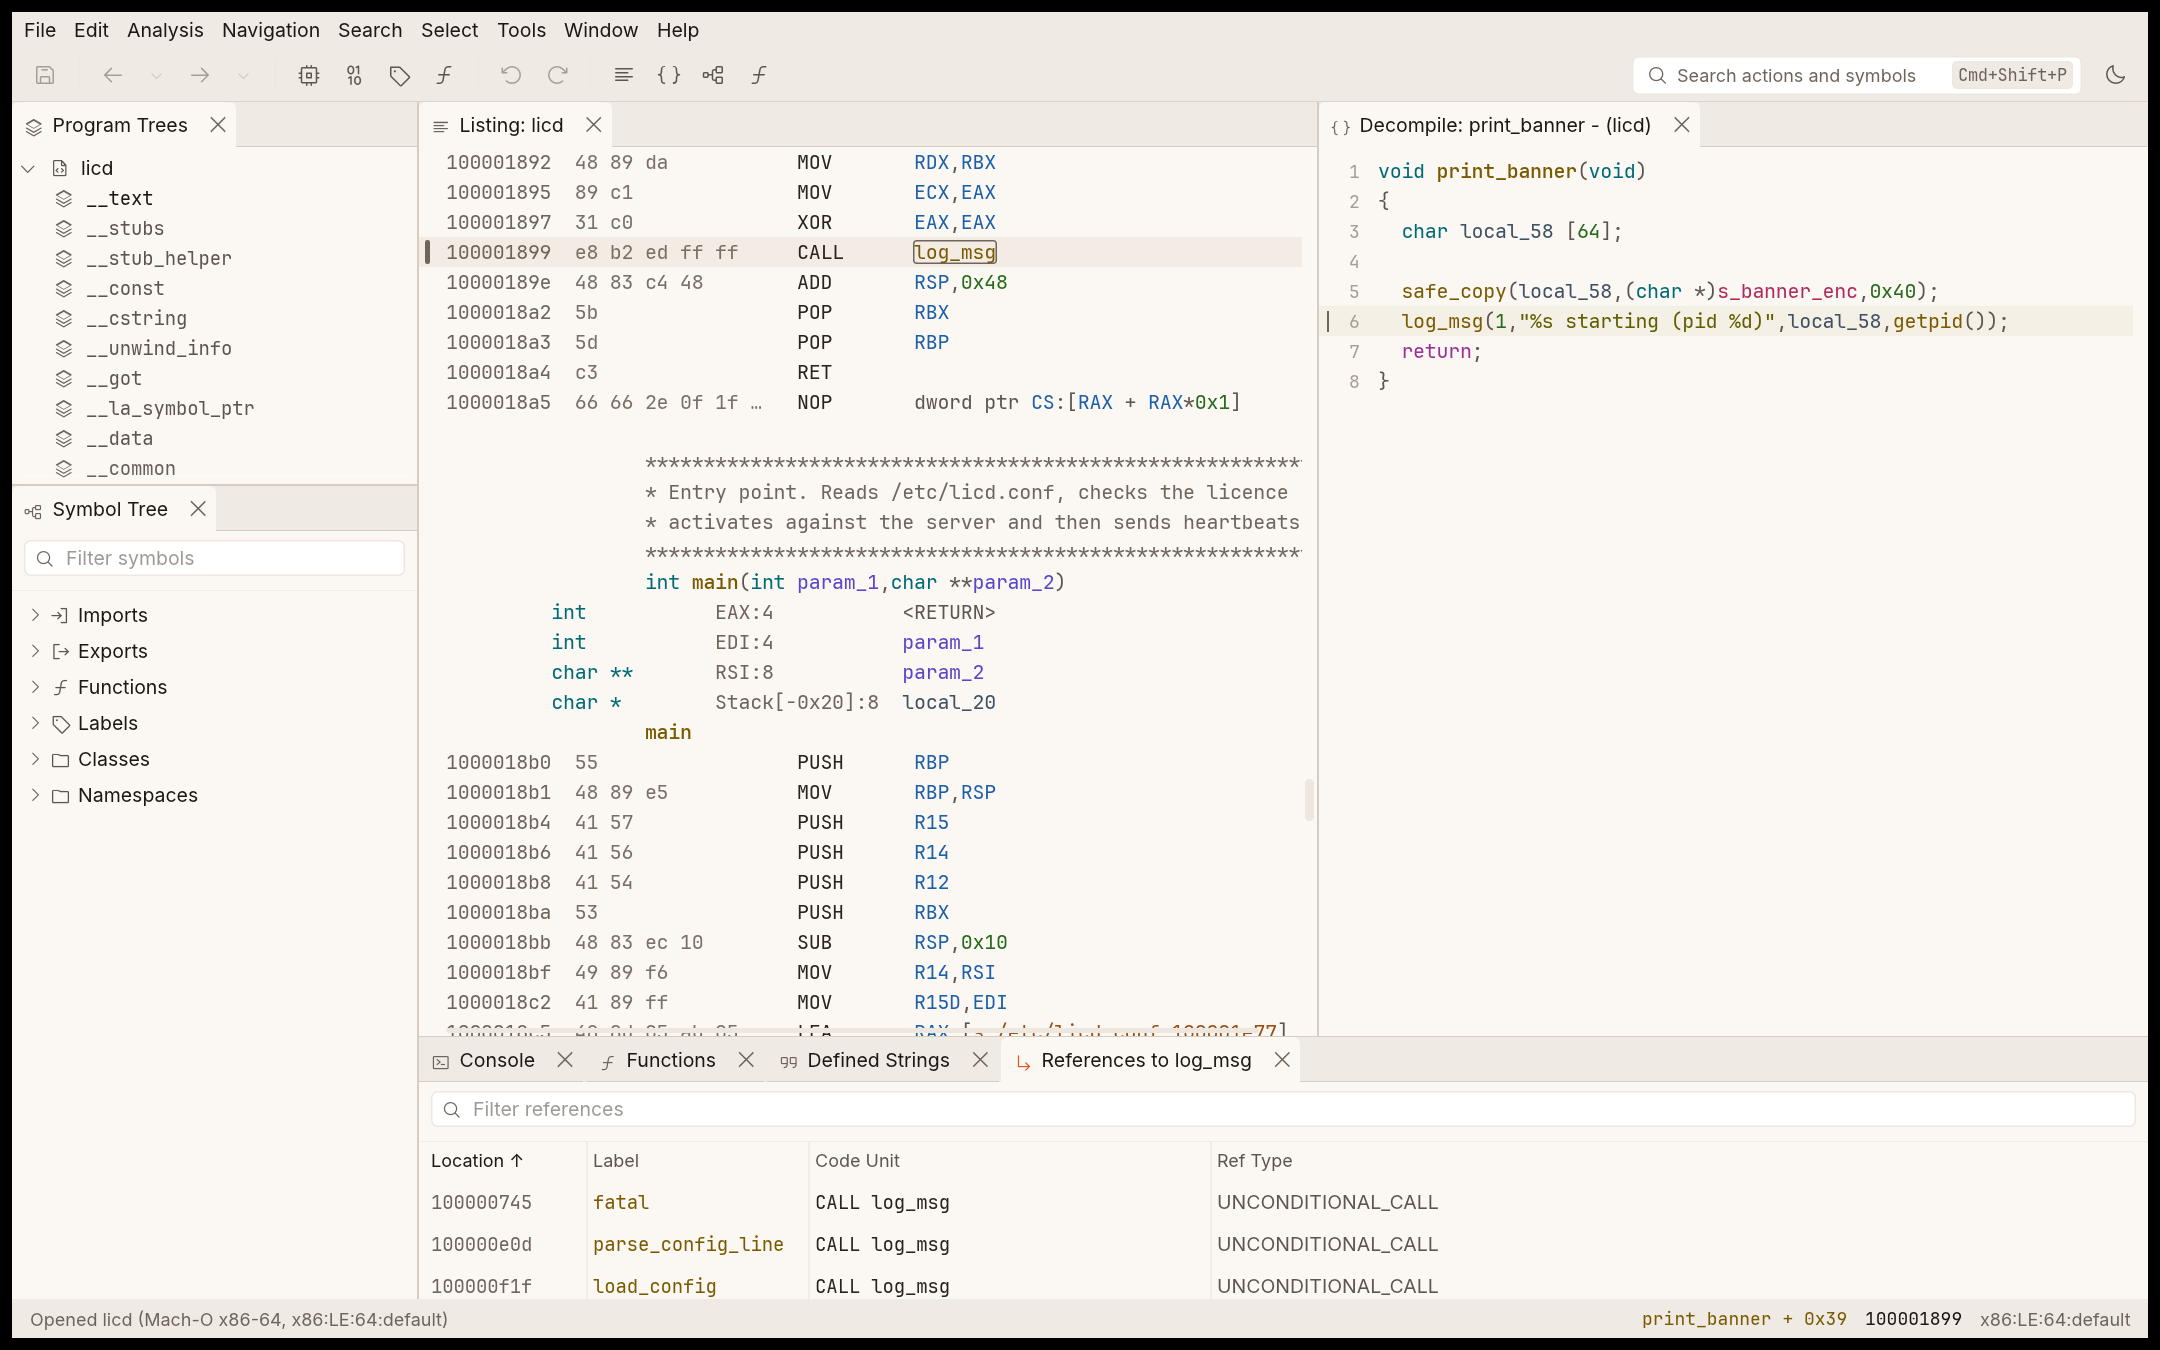 File Edit Analysis Navigation Search Select Tools Window Help
Search actions and symbols Cmd+Shift+P
Program Trees
licd
__text
__stubs
__stub_helper
__const
__cstring
__unwind_info
__got
__la_symbol_ptr
__data
__common
Symbol Tree
Filter symbols
Imports
Exports
Functions
Labels
Classes
Namespaces
Listing: licd
100001892 48 89 da MOV RDX,RBX
100001895 89 c1 MOV ECX,EAX
100001897 31 c0 XOR EAX,EAX
100001899 e8 b2 ed ff ff CALL log_msg
10000189e 48 83 c4 48 ADD RSP,0x48
1000018a2 5b POP RBX
1000018a3 5d POP RBP
1000018a4 c3 RET
1000018a5 66 66 2e 0f 1f … NOP dword ptr CS:[RAX + RAX*0x1]
*********************************************************
* Entry point. Reads /etc/licd.conf, checks the licence
* activates against the server and then sends heartbeats
*********************************************************
int main(int param_1,char **param_2)
int EAX:4 <RETURN>
int EDI:4 param_1
char ** RSI:8 param_2
char * Stack[-0x20]:8 local_20
main
1000018b0 55 PUSH RBP
1000018b1 48 89 e5 MOV RBP,RSP
1000018b4 41 57 PUSH R15
1000018b6 41 56 PUSH R14
1000018b8 41 54 PUSH R12
1000018ba 53 PUSH RBX
1000018bb 48 83 ec 10 SUB RSP,0x10
1000018bf 49 89 f6 MOV R14,RSI
1000018c2 41 89 ff MOV R15D,EDI
1000018c5 48 8d 05 ab 05 LEA RAX,[s_/etc/licd.conf_100001e77]
Decompile: print_banner - (licd)
1 void print_banner(void)
2 {
3 char local_58 [64];
4
5 safe_copy(local_58,(char *)s_banner_enc,0x40);
6 log_msg(1,"%s starting (pid %d)",local_58,getpid());
7 return;
8 }
Console Functions Defined Strings References to log_msg
Filter references
Location ↑ Label Code Unit Ref Type
100000745 fatal CALL log_msg UNCONDITIONAL_CALL
100000e0d parse_config_line CALL log_msg UNCONDITIONAL_CALL
100000f1f load_config CALL log_msg UNCONDITIONAL_CALL
Opened licd (Mach-O x86-64, x86:LE:64:default)
print_banner + 0x39 100001899 x86:LE:64:default